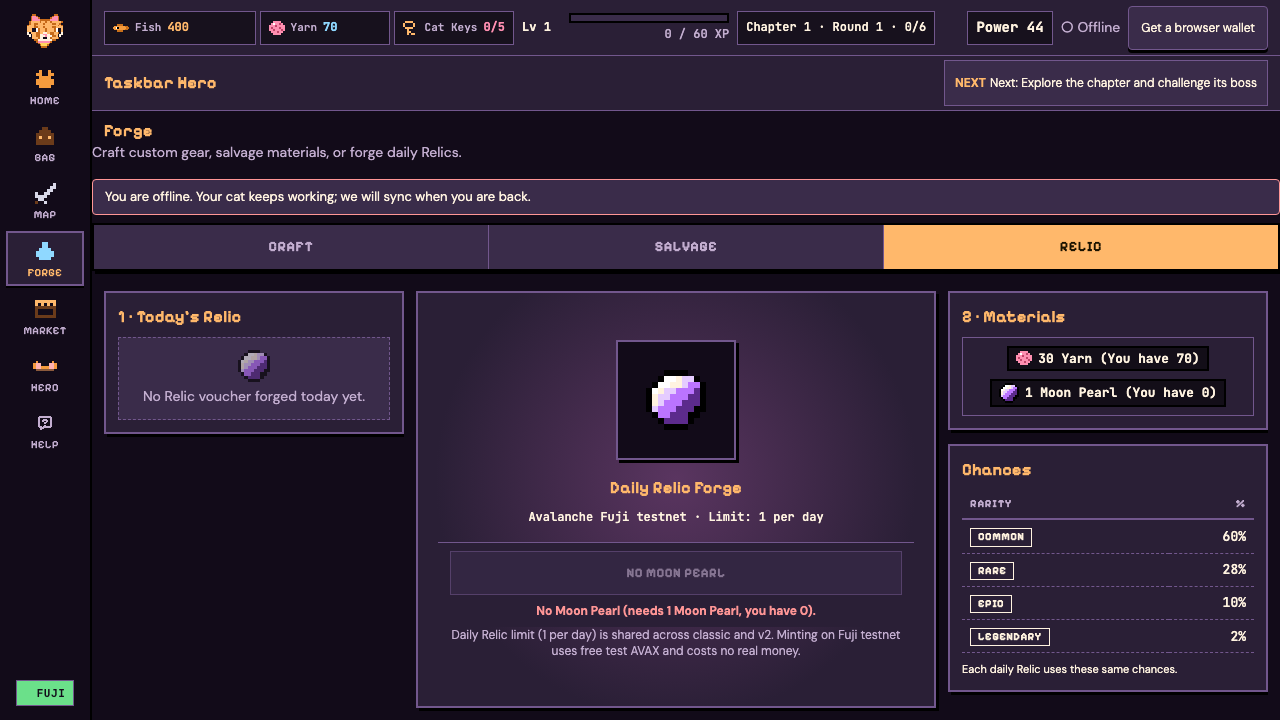 Fish 400
Yarn 70
Cat Keys 0/5
Lv 1
0 / 60 XP
Chapter 1 · Round 1 · 0/6
Power 44
Offline
Get a browser wallet
HOME
BAG
MAP
FORGE
MARKET
HERO
HELP
FUJI
Taskbar Hero
NEXT Next: Explore the chapter and challenge its boss
Forge
Craft custom gear, salvage materials, or forge daily Relics.
You are offline. Your cat keeps working; we will sync when you are back.
CRAFT
SALVAGE
RELIC
1 · Today's Relic
No Relic voucher forged today yet.
Daily Relic Forge
Avalanche Fuji testnet · Limit: 1 per day
NO MOON PEARL
No Moon Pearl (needs 1 Moon Pearl, you have 0).
Daily Relic limit (1 per day) is shared across classic and v2. Minting on Fuji testnet
uses free test AVAX and costs no real money.
2 · Materials
30 Yarn (You have 70)
1 Moon Pearl (You have 0)
Chances
RARITY %
COMMON 60%
RARE 28%
EPIC 10%
LEGENDARY 2%
Each daily Relic uses these same chances.